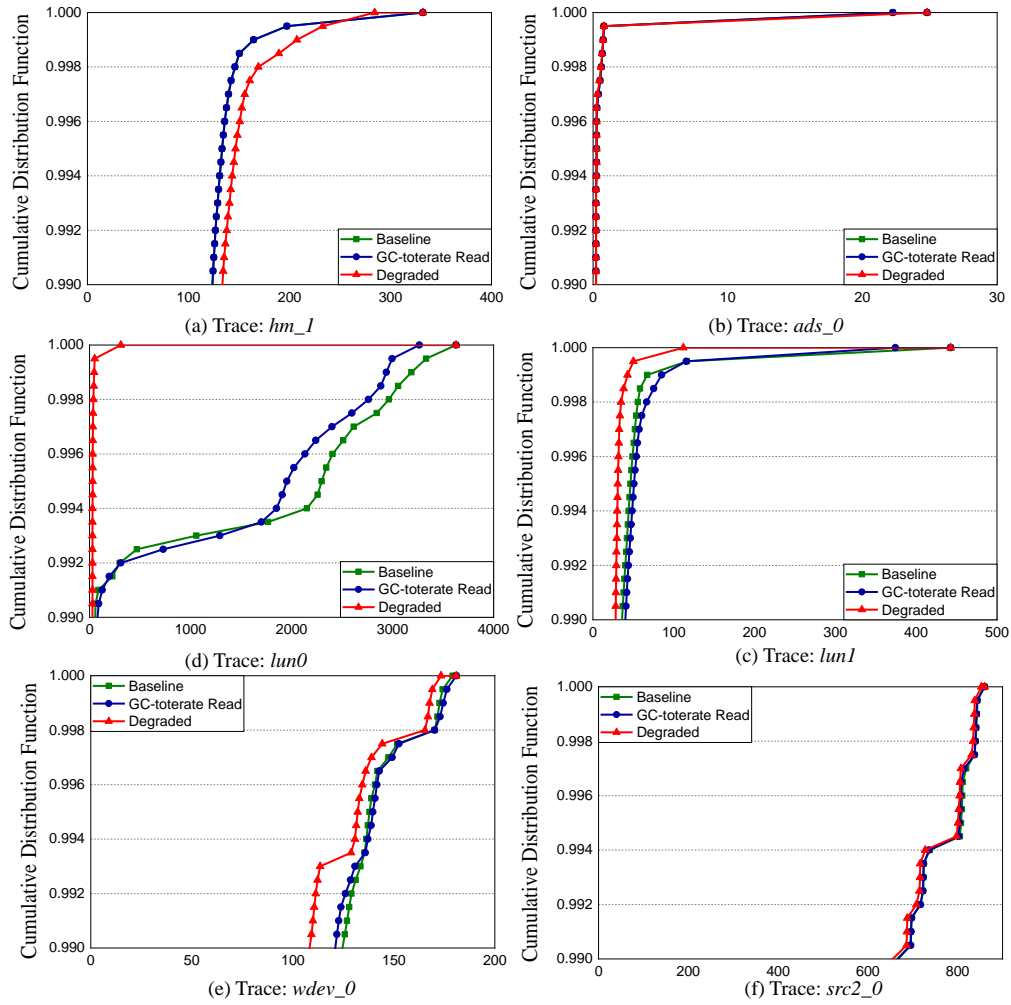 Cumulative Distribution Function
1.000
0.998
0.996
0.994
0.992
0.990
0
100
200
300
400
Baseline
GC-toterate Read
Degraded
(a) Trace: hm_1
Cumulative Distribution Function
1.000
0.998
0.996
0.994
0.992
0.990
0
10
20
30
Baseline
GC-toterate Read
Degraded
(b) Trace: ads_0
Cumulative Distribution Function
1.000
0.998
0.996
0.994
0.992
0.990
0
1000
2000
3000
4000
Baseline
GC-toterate Read
Degraded
(d) Trace: lun0
Cumulative Distribution Function
1.000
0.998
0.996
0.994
0.992
0.990
0
100
200
300
400
500
Baseline
GC-toterate Read
Degraded
(c) Trace: lun1
Cumulative Distribution Function
1.000
0.998
0.996
0.994
0.992
0.990
0
50
100
150
200
Baseline
GC-toterate Read
Degraded
(e) Trace: wdev_0
Cumulative Distribution Function
1.000
0.998
0.996
0.994
0.992
0.990
0
200
400
600
800
Baseline
GC-toterate Read
Degraded
(f) Trace: src2_0